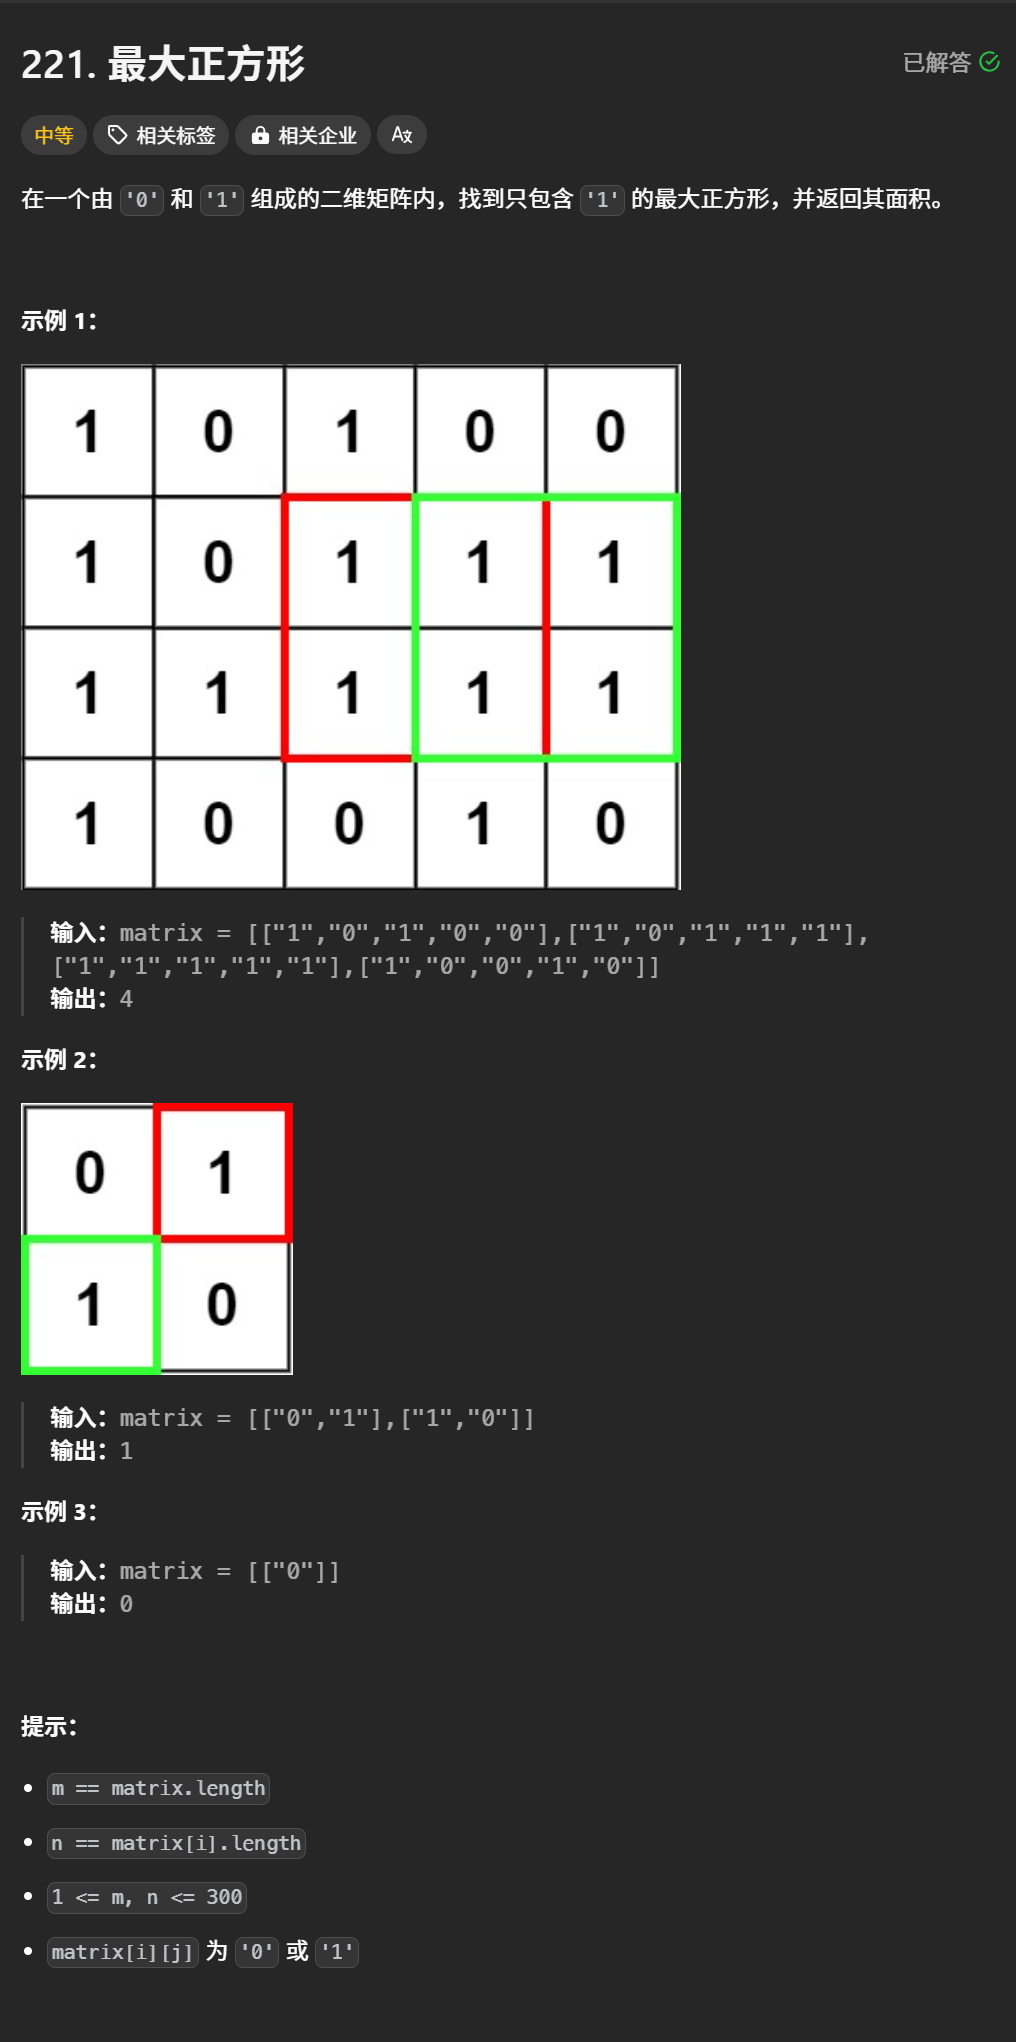 221. 最大正方形
已解答
中等
相关标签
相关企业
在一个由 '0' 和 '1' 组成的二维矩阵内，找到只包含 '1' 的最大正方形，并返回其面积。
示例 1：
1 0 1 0 0
1 0 1 1 1
1 1 1 1 1
1 0 0 1 0
输入：matrix = [["1","0","1","0","0"],["1","0","1","1","1"],
["1","1","1","1","1"],["1","0","0","1","0"]]
输出：4
示例 2：
0 1
1 0
输入：matrix = [["0","1"],["1","0"]]
输出：1
示例 3：
输入：matrix = [["0"]]
输出：0
提示：
m == matrix.length
n == matrix[i].length
1 <= m, n <= 300
matrix[i][j] 为 '0' 或 '1'